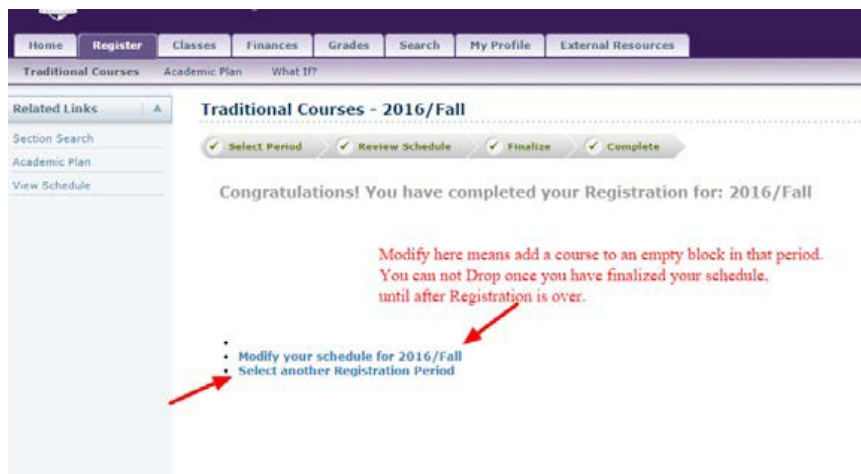 Home Register Classes Finances Grades Search My Profile External Resources
Traditional Courses Academic Plan What If?
Related Links
Section Search
Academic Plan
View Schedule
Traditional Courses - 2016/Fall
Select Period Review Schedule Finalize Complete
Congratulations! You have completed your Registration for: 2016/Fall
Modify here means add a course to an empty block in that period.
You can not Drop once you have finalized your schedule,
until after Registration is over.
Modify your schedule for 2016/Fall
Select another Registration Period